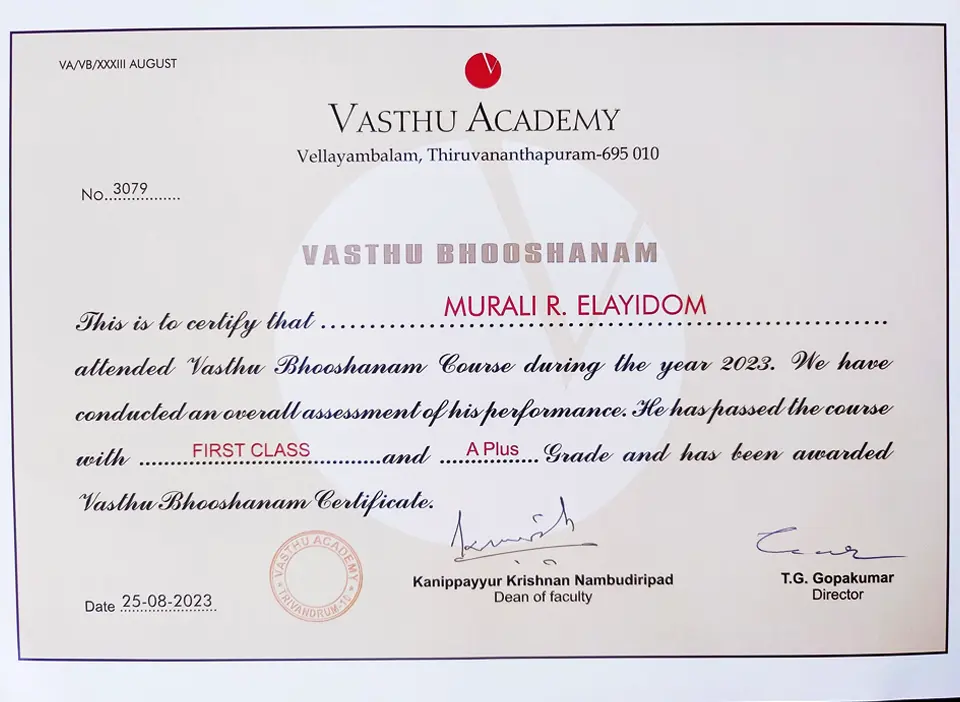 VA/VB/XXXIII AUGUST
V
VASTHU ACADEMY
Vellayambalam, Thiruvananthapuram-695 010
No..3079................
VASTHU BHOOSHANAM
This is to certify that ....MURALI R. ELAYIDOM....
attended Vasthu Bhooshanam Course during the year 2023. We have
conducted an overall assessment of his performance. He has passed the course
with ....FIRST CLASS....and ....A Plus.... Grade and has been awarded
Vasthu Bhooshanam Certificate.
VASTHU ACADEMY
TRIVANDRUM-10
Kanippayyur Krishnan Nambudiripad
Dean of faculty
T.G. Gopakumar
Director
Date 25-08-2023